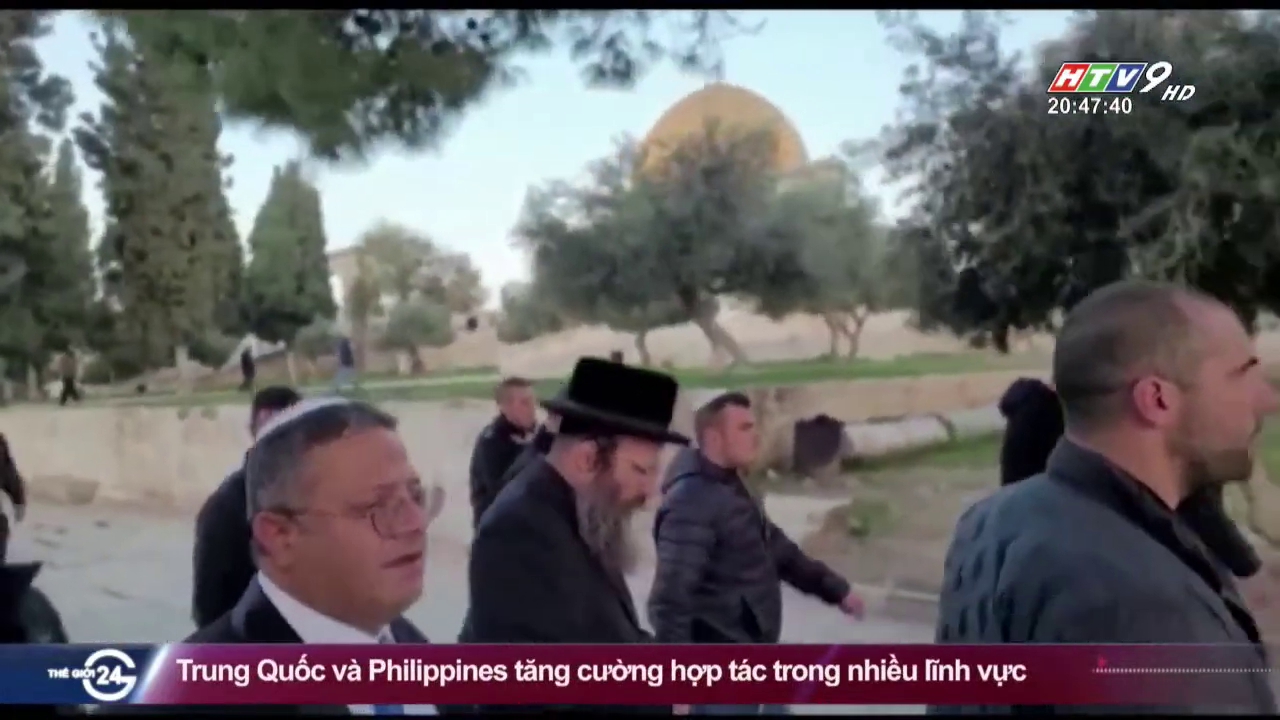 HTV9 HD
20:47:40
THẾ GIỚI 24G
Trung Quốc và Philippines tăng cường hợp tác trong nhiều lĩnh vực